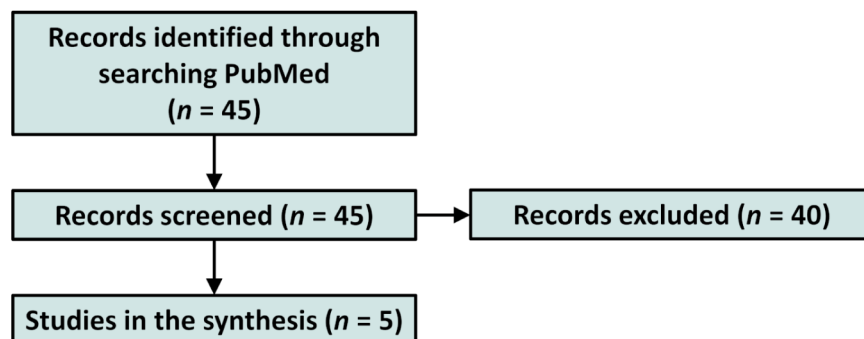 Records identified through
searching PubMed
(n = 45)
Records screened (n = 45)
Records excluded (n = 40)
Studies in the synthesis (n = 5)